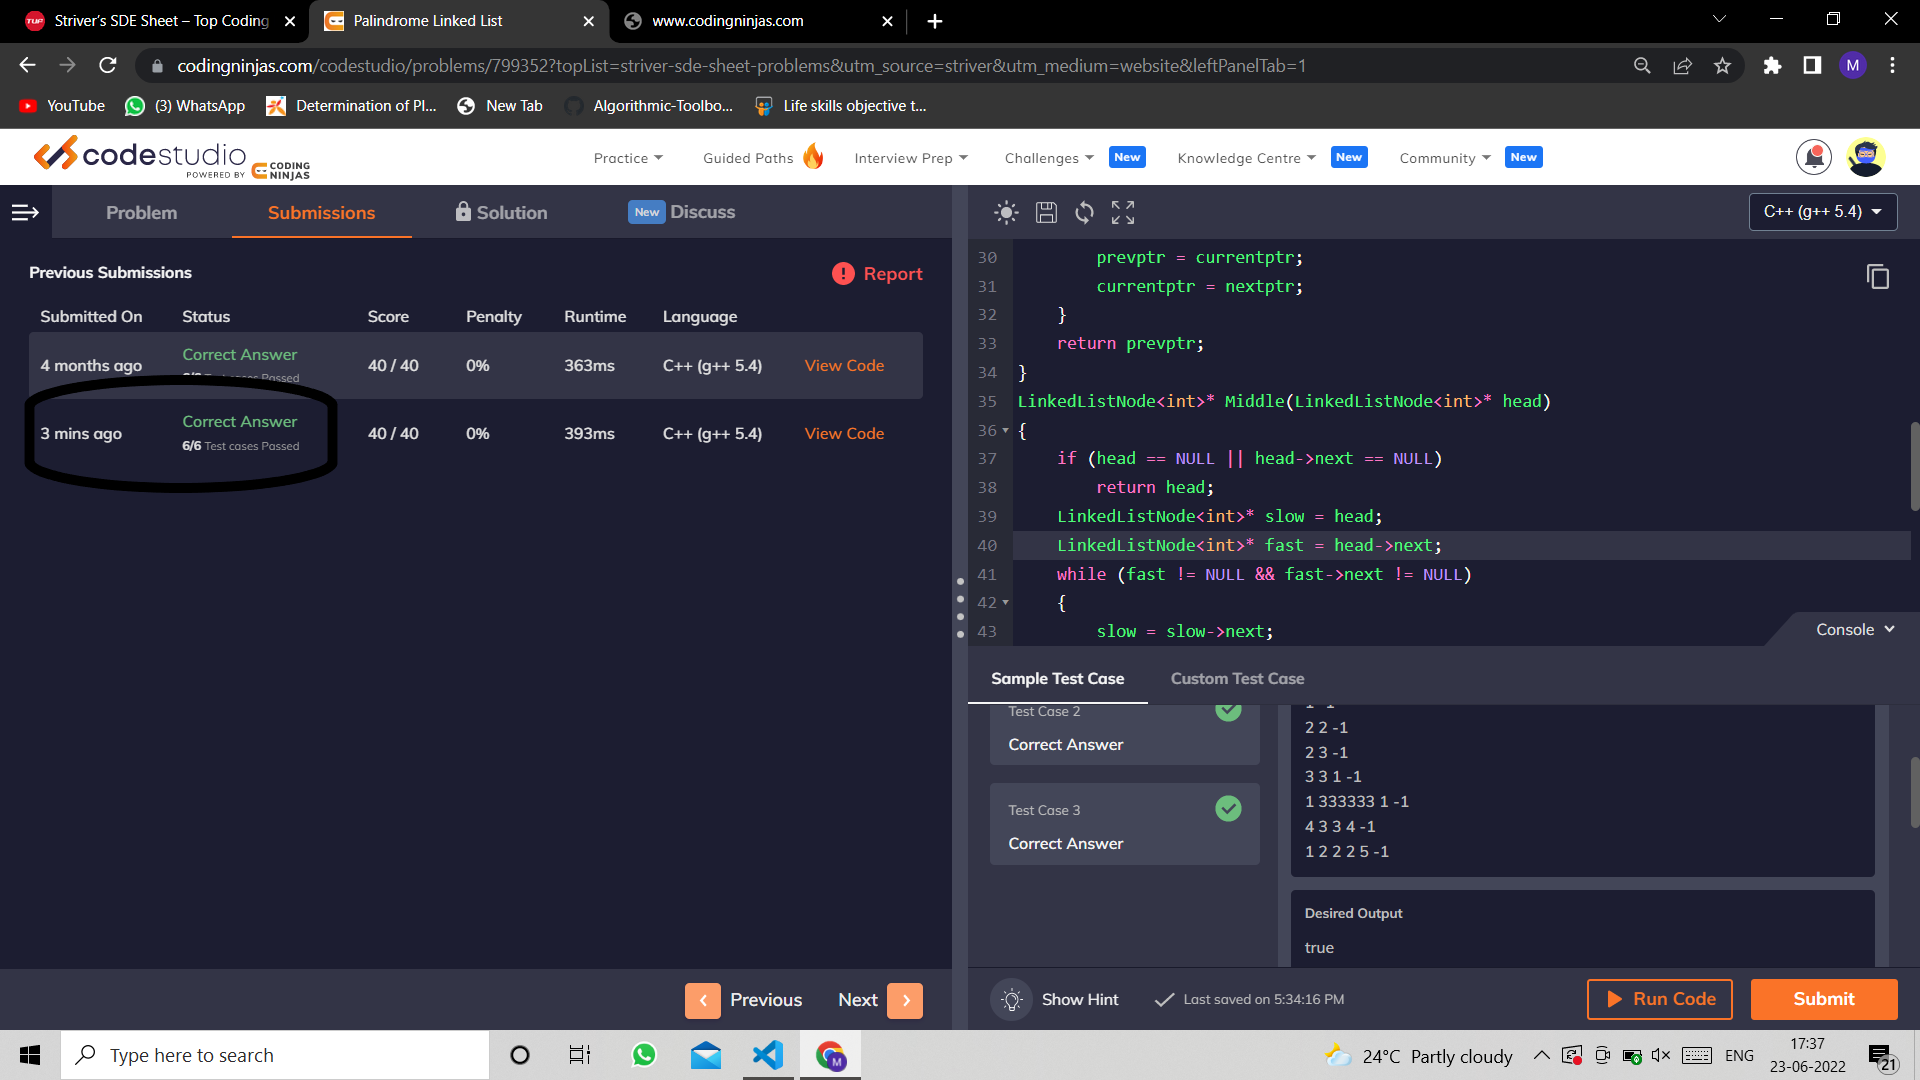 Striver's SDE Sheet – Top Coding
Palindrome Linked List
www.codingninjas.com
codingninjas.com/codestudio/problems/799352?topList=striver-sde-sheet-problems&utm_source=striver&utm_medium=website&leftPanelTab=1
M
YouTube
(3) WhatsApp
Determination of Pl...
New Tab
Algorithmic-Toolbo...
Life skills objective t...
codestudio
POWERED BY CODING NINJAS
Practice
Guided Paths
Interview Prep
Challenges New
Knowledge Centre New
Community New
Problem
Submissions
Solution
New Discuss
C++ (g++ 5.4)
Previous Submissions
Report
Submitted On Status Score Penalty Runtime Language
4 months ago Correct Answer 40 / 40 0% 363ms C++ (g++ 5.4) View Code
Passed
3 mins ago Correct Answer 40 / 40 0% 393ms C++ (g++ 5.4) View Code
6/6 Test cases Passed
Previous
Next
30 prevptr = currentptr;
31 currentptr = nextptr;
32 }
33 return prevptr;
34 }
35 LinkedListNode<int>* Middle(LinkedListNode<int>* head)
36 {
37 if (head == NULL || head->next == NULL)
38 return head;
39 LinkedListNode<int>* slow = head;
40 LinkedListNode<int>* fast = head->next;
41 while (fast != NULL && fast->next != NULL)
42 {
43 slow = slow->next;
Console
Sample Test Case
Custom Test Case
Test Case 2
Correct Answer
Test Case 3
Correct Answer
2 2 -1
2 3 -1
3 3 1 -1
1 333333 1 -1
4 3 3 4 -1
1 2 2 2 5 -1
Desired Output
true
Show Hint
Last saved on 5:34:16 PM
Run Code
Submit
Type here to search
24°C Partly cloudy
ENG
17:37
23-06-2022
21